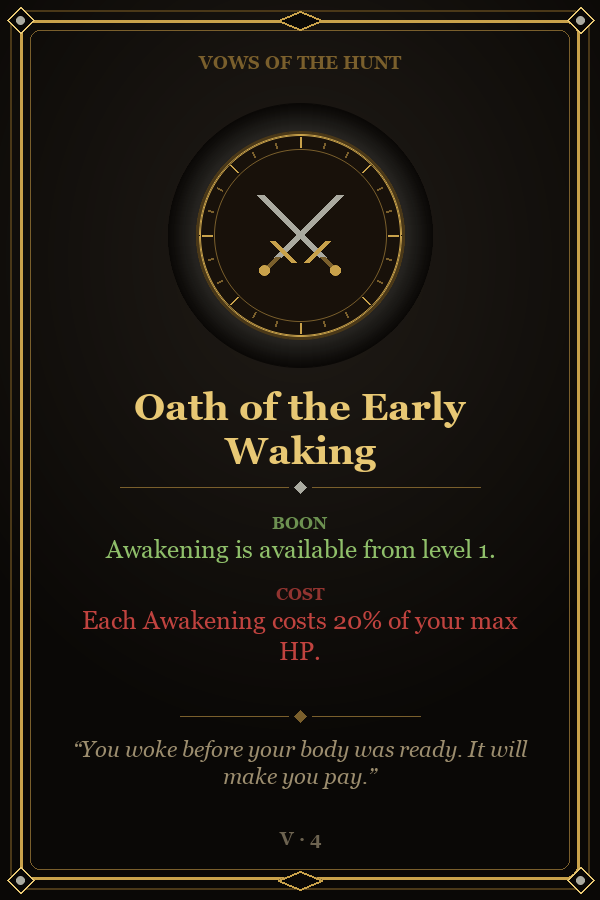 VOWS OF THE HUNT
Oath of the Early
Waking
BOON
Awakening is available from level 1.
COST
Each Awakening costs 20% of your max
HP.
“You woke before your body was ready. It will
make you pay.”
V · 4